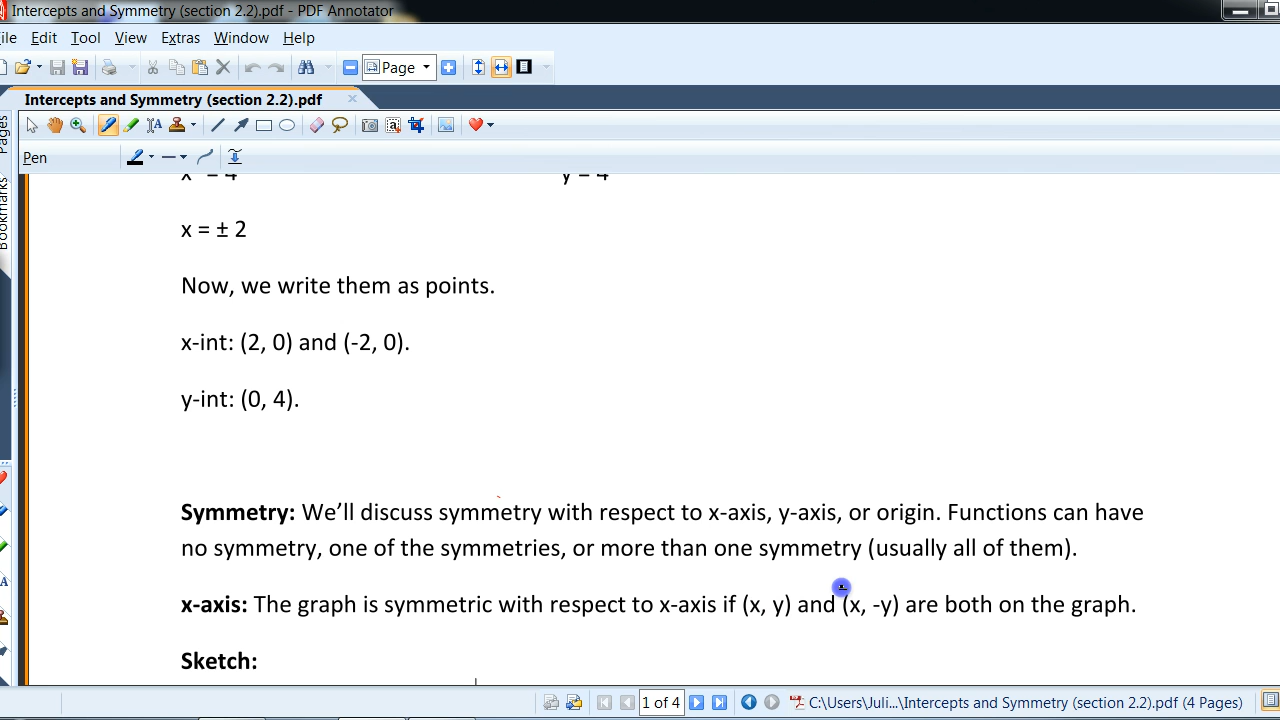 Intercepts and Symmetry (section 2.2).pdf - PDF Annotator
ile Edit Tool View Extras Window Help
Page
Intercepts and Symmetry (section 2.2).pdf
Pages
Bookmarks
Pen
x = 4 y = 4
x = ± 2
Now, we write them as points.
x-int: (2, 0) and (-2, 0).
y-int: (0, 4).
Symmetry: We’ll discuss symmetry with respect to x-axis, y-axis, or origin. Functions can have
no symmetry, one of the symmetries, or more than one symmetry (usually all of them).
x-axis: The graph is symmetric with respect to x-axis if (x, y) and (x, -y) are both on the graph.
Sketch:
1 of 4 C:\Users\Juli...\Intercepts and Symmetry (section 2.2).pdf (4 Pages)